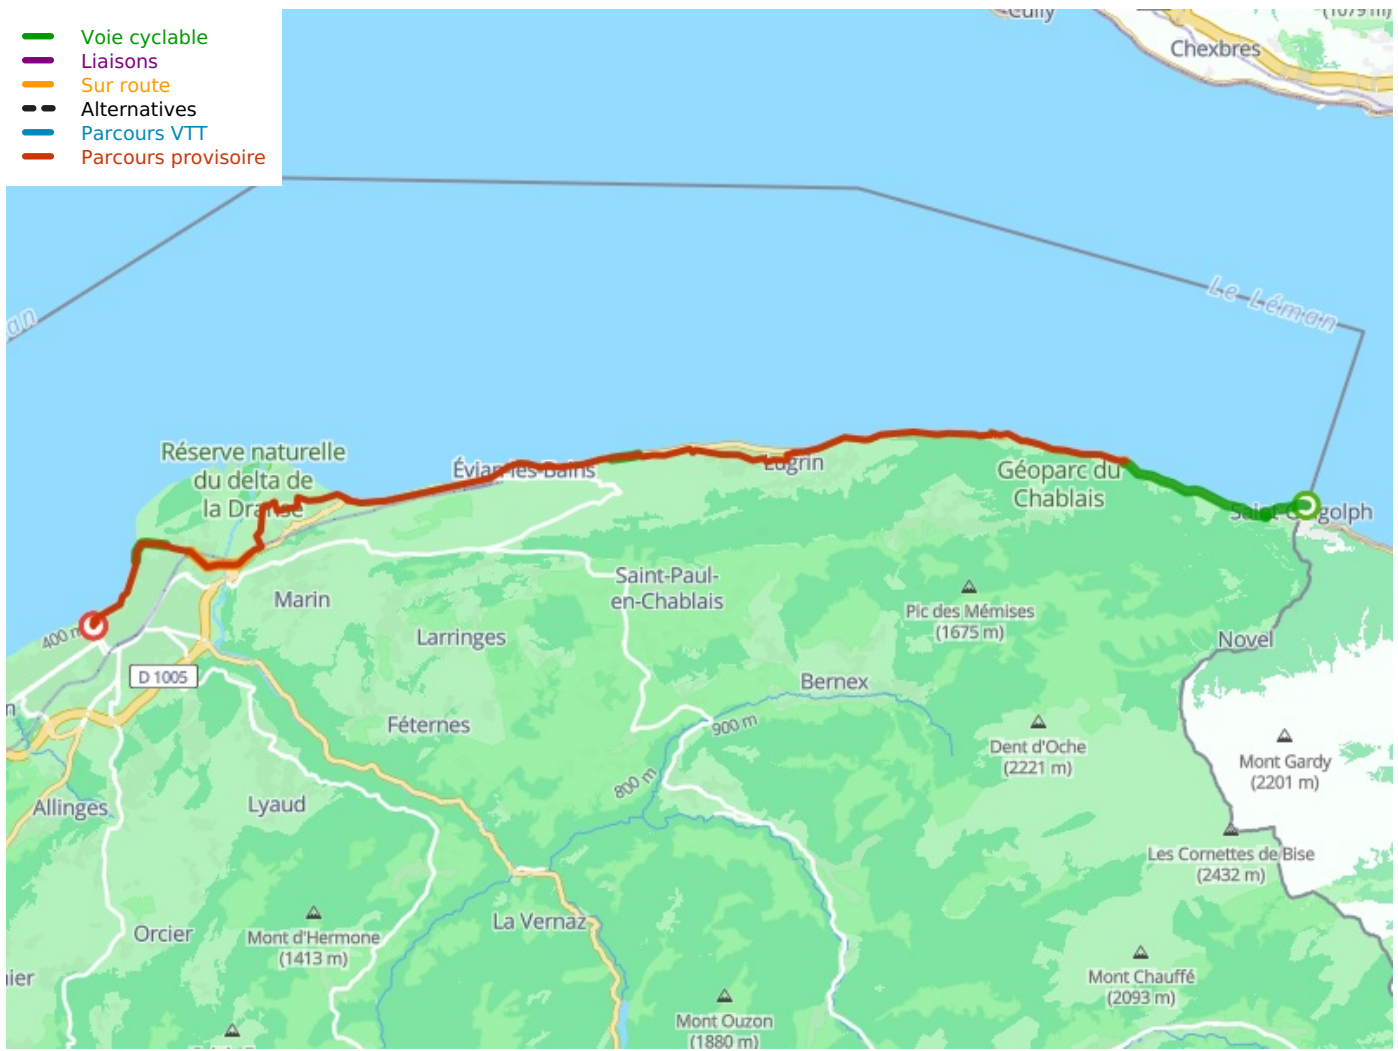 Voie cyclable
Liaisons
Sur route
Alternatives
Parcours VTT
Parcours provisoire
Chexbres
Le Léman
Réserve naturelle
du delta de
la Dranse
Évian-les-Bains
Lugrin
Géoparc du
Chablais
Saint-Gingolph
Saint-Paul-
en-Chablais
Marin
Pic des Mémises
(1675 m)
400 m
Larringes
Novel
D 1005
Bernex
Féternes
900 m
Dent d'Oche
(2221 m)
Mont Gardy
(2201 m)
800 m
Allinges
Lyaud
Les Cornettes de Bise
(2432 m)
La Vernaz
Orcier
Mont d'Hermone
(1413 m)
Mont Chauffé
(2093 m)
Mont Ouzon
(1880 m)